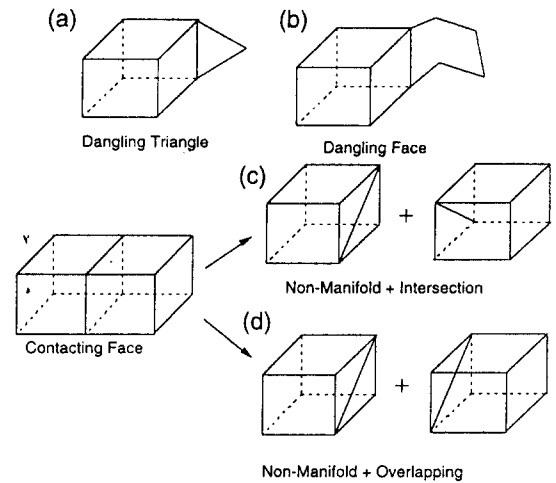 (a)
(b)
Dangling Triangle
Dangling Face
(c)
+
Non-Manifold + Intersection
Contacting Face
(d)
+
Non-Manifold + Overlapping